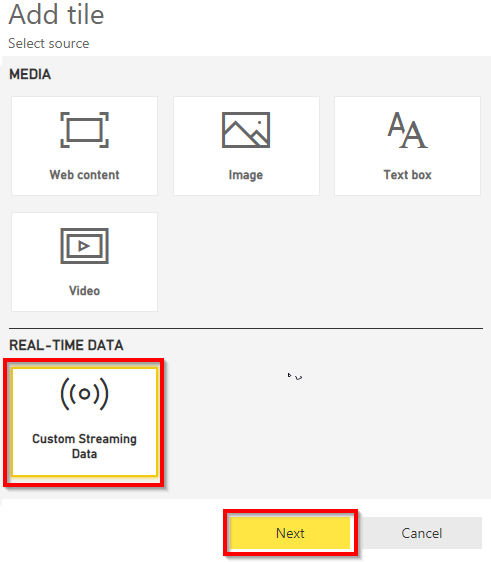 Add tile
Select source
MEDIA
Web content
Image
Text box
Video
REAL-TIME DATA
Custom Streaming
Data
Next
Cancel